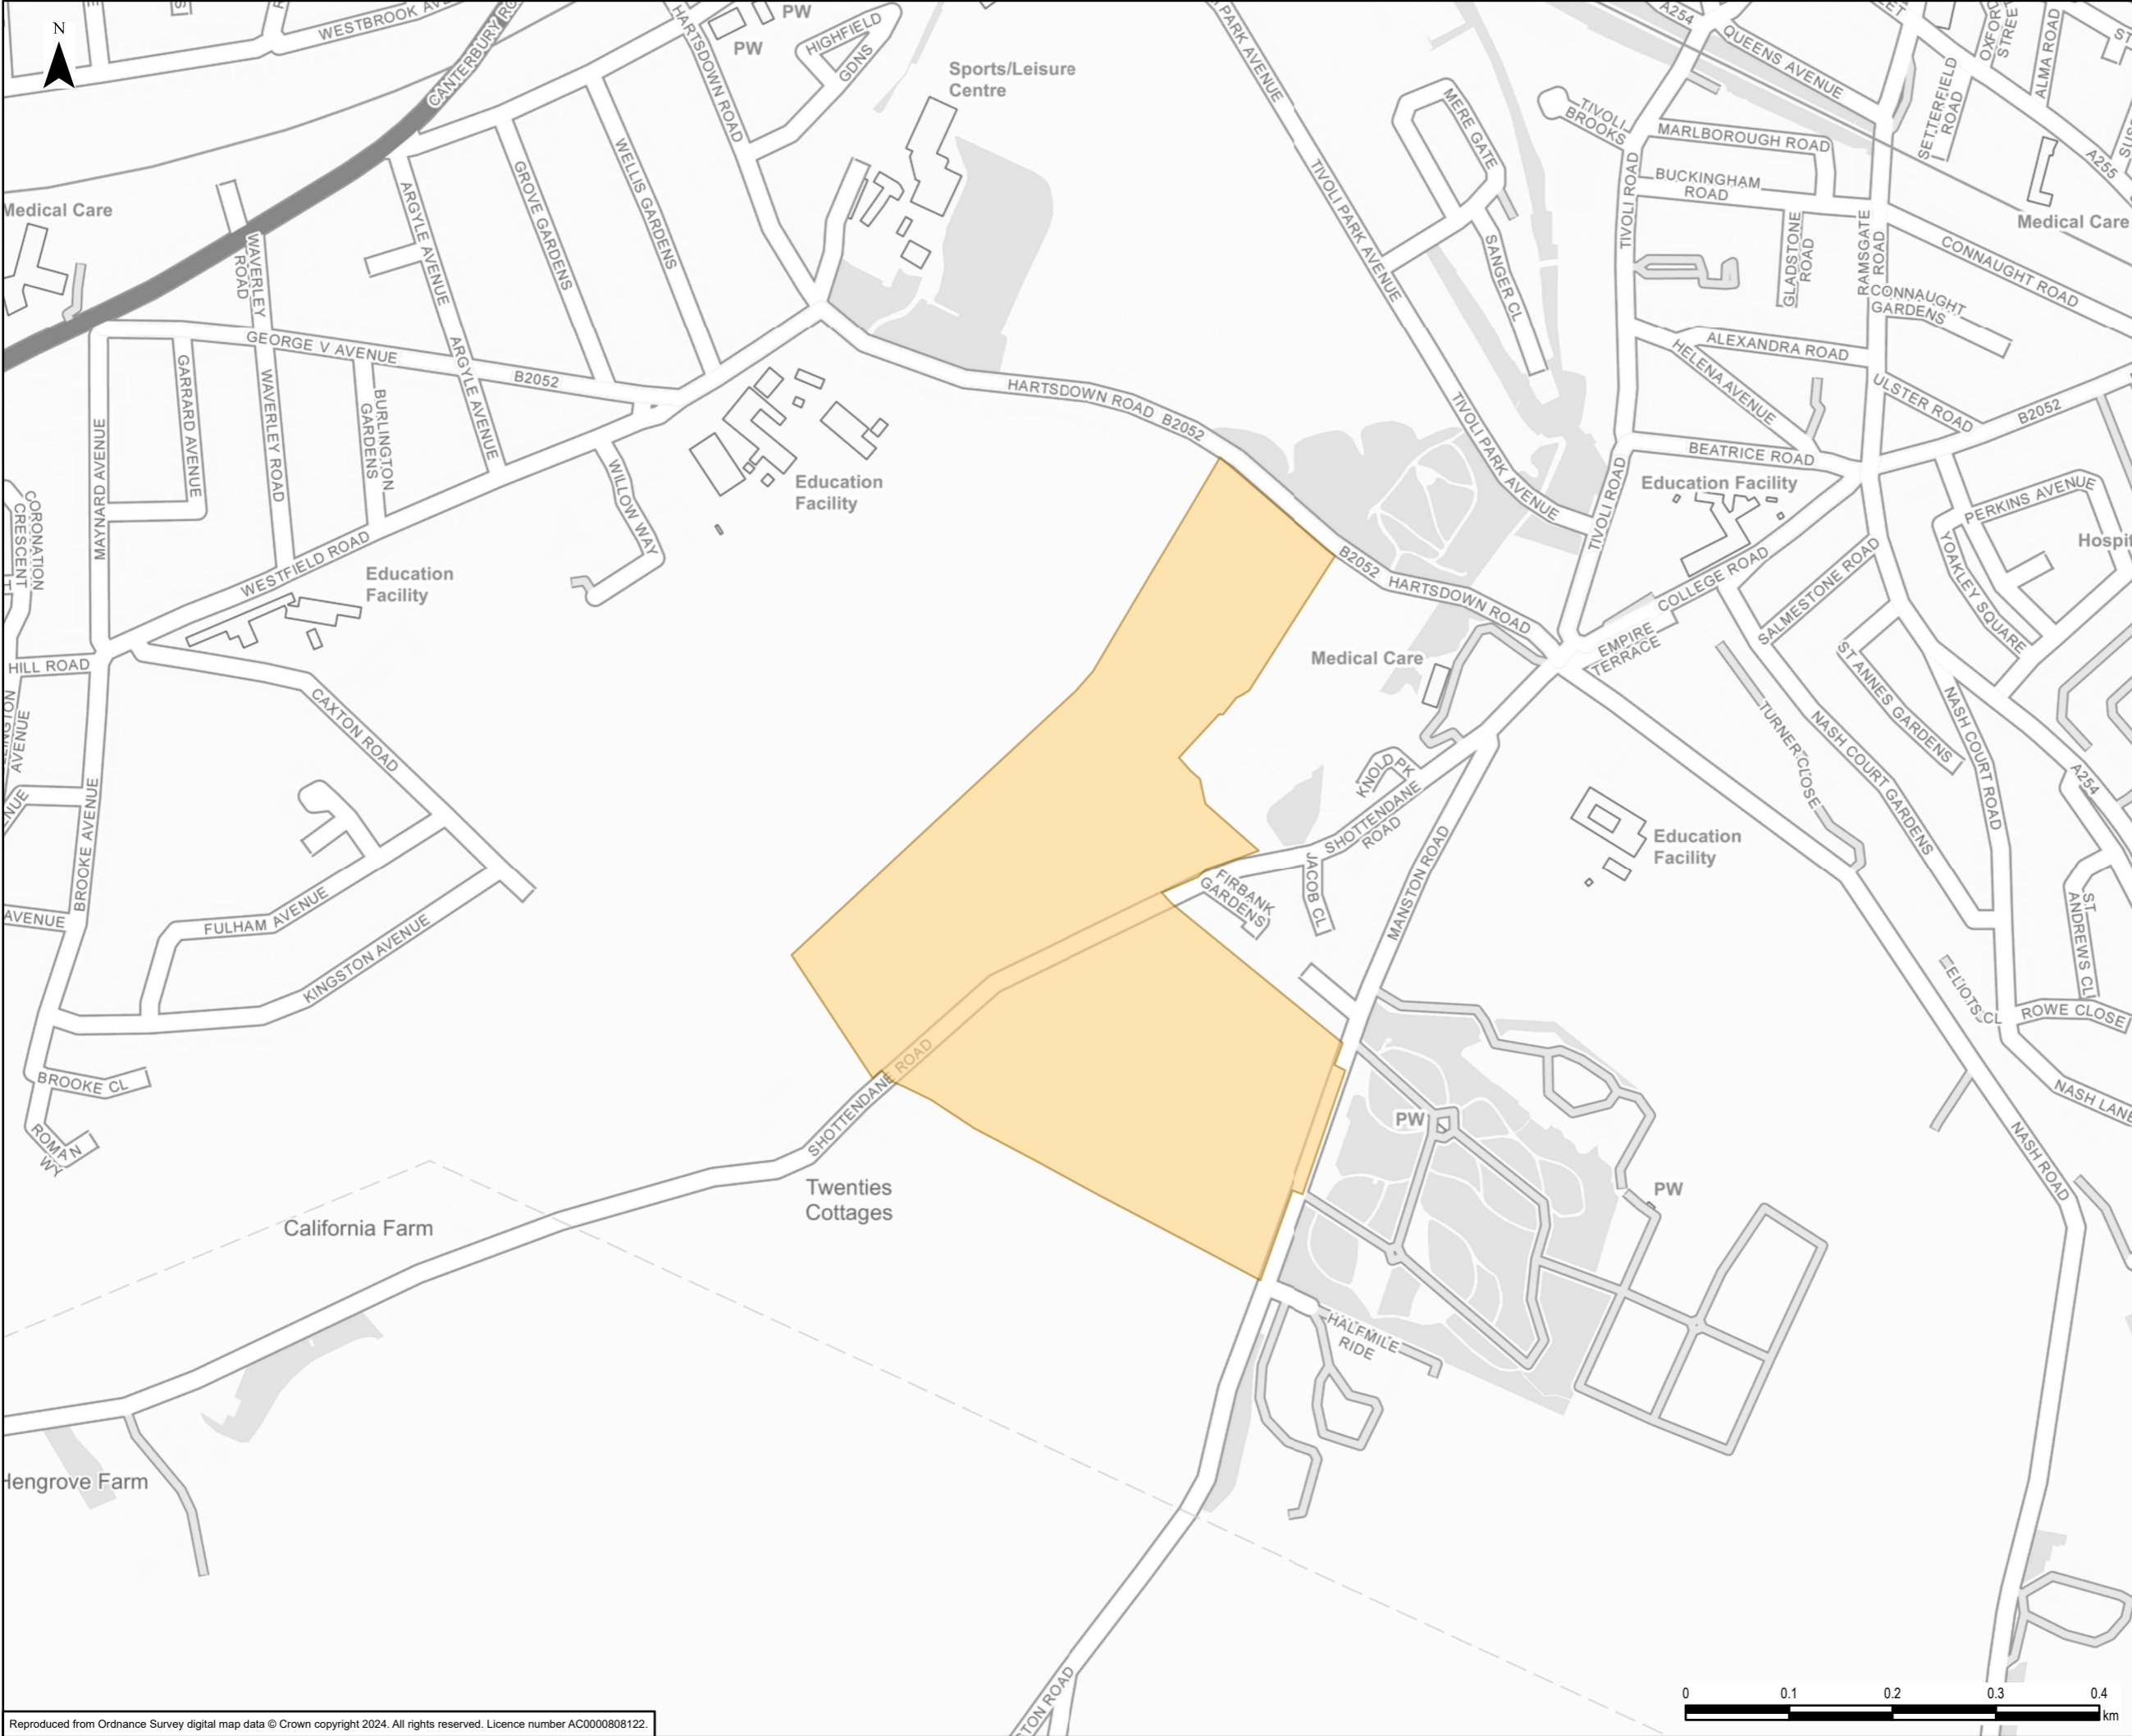 N
WESTBROOK AVE
CANTERBURY RO
HARTSDOWN ROAD
PW
PW
HIGHFIELD
GDNS
Sports/Leisure
Centre
PARK AVENUE
TIVOLI PARK AVENUE
MERE GATE
TIVOLI
BROOKS
A254
QUEENS AVENUE
SETTERFIELD
ROAD
OXFORD
STREET
ALMA ROAD
ST
A255
MARLBOROUGH ROAD
BUCKINGHAM
ROAD
TIVOLI ROAD
GLADSTONE
ROAD
RAMSGATE
ROAD
Medical Care
CONNAUGHT ROAD
CONNAUGHT
GARDENS
SANGER CL
Medical Care
WAVERLEY
ROAD
ARGYLE AVENUE
GROVE GARDENS
WELLIS GARDENS
GEORGE V AVENUE
B2052
ARGYLE AVENUE
GARRARD AVENUE
WAVERLEY ROAD
BURLINGTON
GARDENS
MAYNARD AVENUE
HARTSDOWN ROAD
B2052
ALEXANDRA ROAD
HELENA AVENUE
ULSTER ROAD
B2052
TIVOLI PARK AVENUE
BEATRICE ROAD
TIVOLI ROAD
Education Facility
PERKINS AVENUE
YOAKLEY SQUARE
Hospit
Education
Facility
WILLOW WAY
CORONATION
CRESCENT
WESTFIELD ROAD
Education
Facility
B2052
HARTSDOWN ROAD
COLLEGE ROAD
EMPIRE
TERRACE
SALMESTONE ROAD
ST ANNES GARDENS
Medical Care
HILL ROAD
LINGTON
AVENUE
CAXTON ROAD
TURNER CLOSE
NASH COURT GARDENS
NASH COURT ROAD
A254
KNOLD PK
SHOTTENDANE
ROAD
MANSTON ROAD
Education
Facility
ENUE
BROOKE AVENUE
AVENUE
FULHAM AVENUE
KINGSTON AVENUE
FIRBANK
GARDENS
JACOB CL
ST
ANDREWS CL
ELIOTS CL
ROWE CLOSE
NASH LANE
BROOKE CL
ROMAN
WY
SHOTTENDANE ROAD
SHOTTENDANE ROAD
PW
PW
NASH ROAD
Twenties
Cottages
California Farm
HALFMILE
RIDE
Hengrove Farm
STON ROAD
0 0.1 0.2 0.3 0.4
km
Reproduced from Ordnance Survey digital map data © Crown copyright 2024. All rights reserved. Licence number AC0000808122.